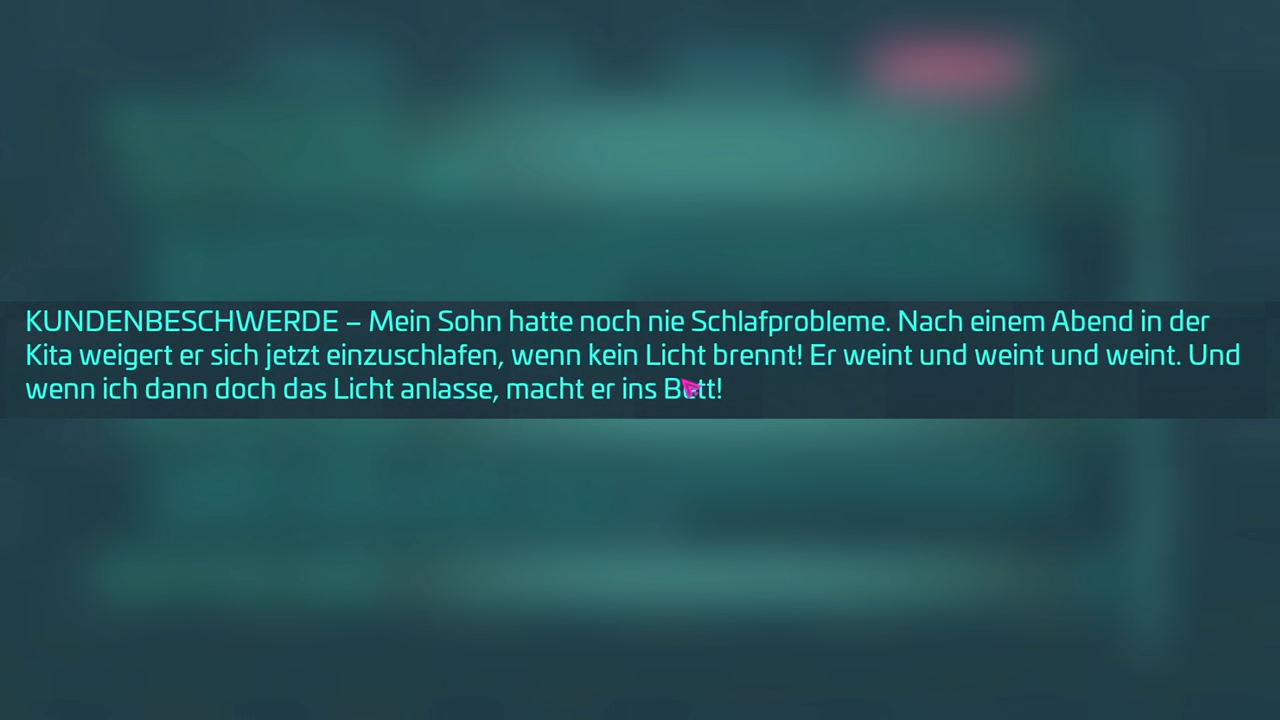 KUNDENBESCHWERDE – Mein Sohn hatte noch nie Schlafprobleme. Nach einem Abend in der
Kita weigert er sich jetzt einzuschlafen, wenn kein Licht brennt! Er weint und weint und weint. Und
wenn ich dann doch das Licht anlasse, macht er ins Bett!